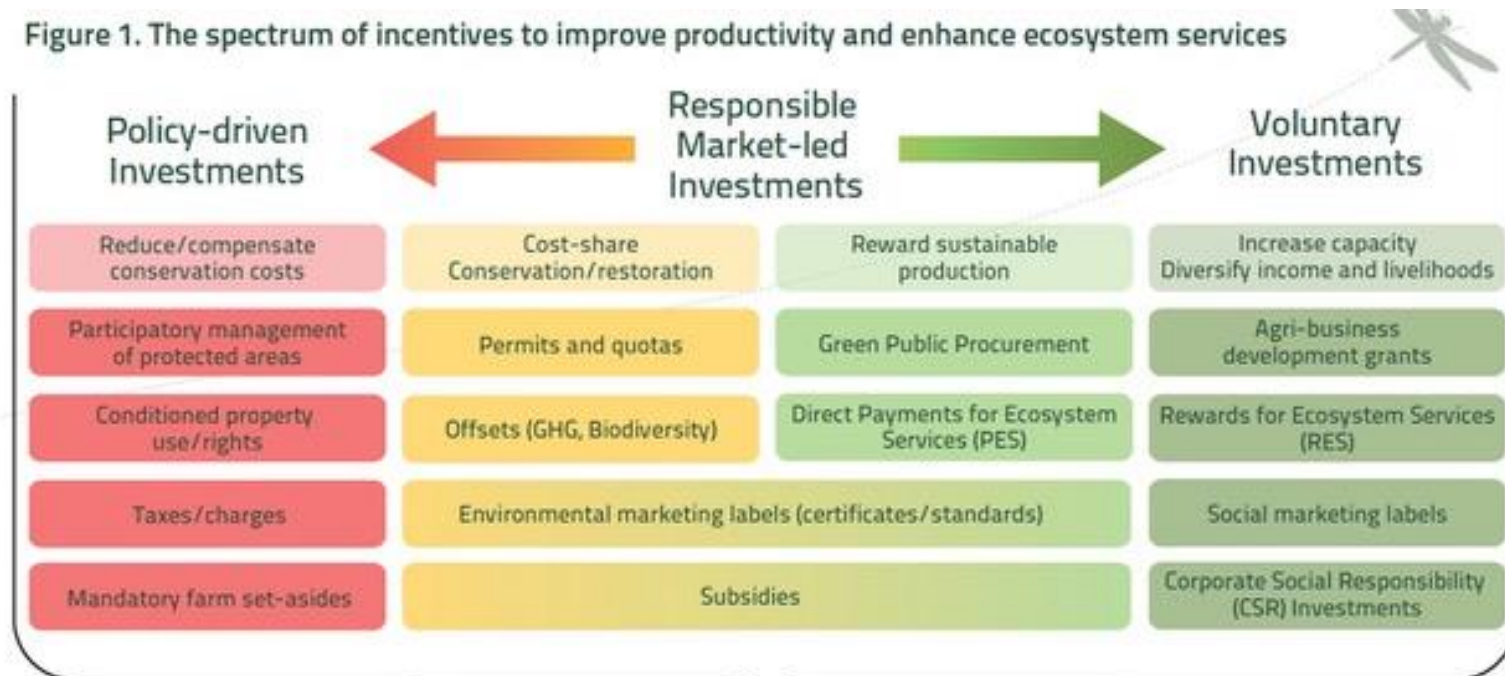 Figure 1. The spectrum of incentives to improve productivity and enhance ecosystem services
Policy-driven
Investments
Responsible
Market-led
Investments
Voluntary
Investments
Reduce/compensate
conservation costs
Cost-share
Conservation/restoration
Reward sustainable
production
Increase capacity
Diversify income and livelihoods
Participatory management
of protected areas
Permits and quotas
Green Public Procurement
Agri-business
development grants
Conditioned property
use/rights
Offsets (GHG, Biodiversity)
Direct Payments for Ecosystem
Services (PES)
Rewards for Ecosystem Services
(RES)
Taxes/charges
Environmental marketing labels (certificates/standards)
Social marketing labels
Mandatory farm set-asides
Subsidies
Corporate Social Responsibility
(CSR) Investments